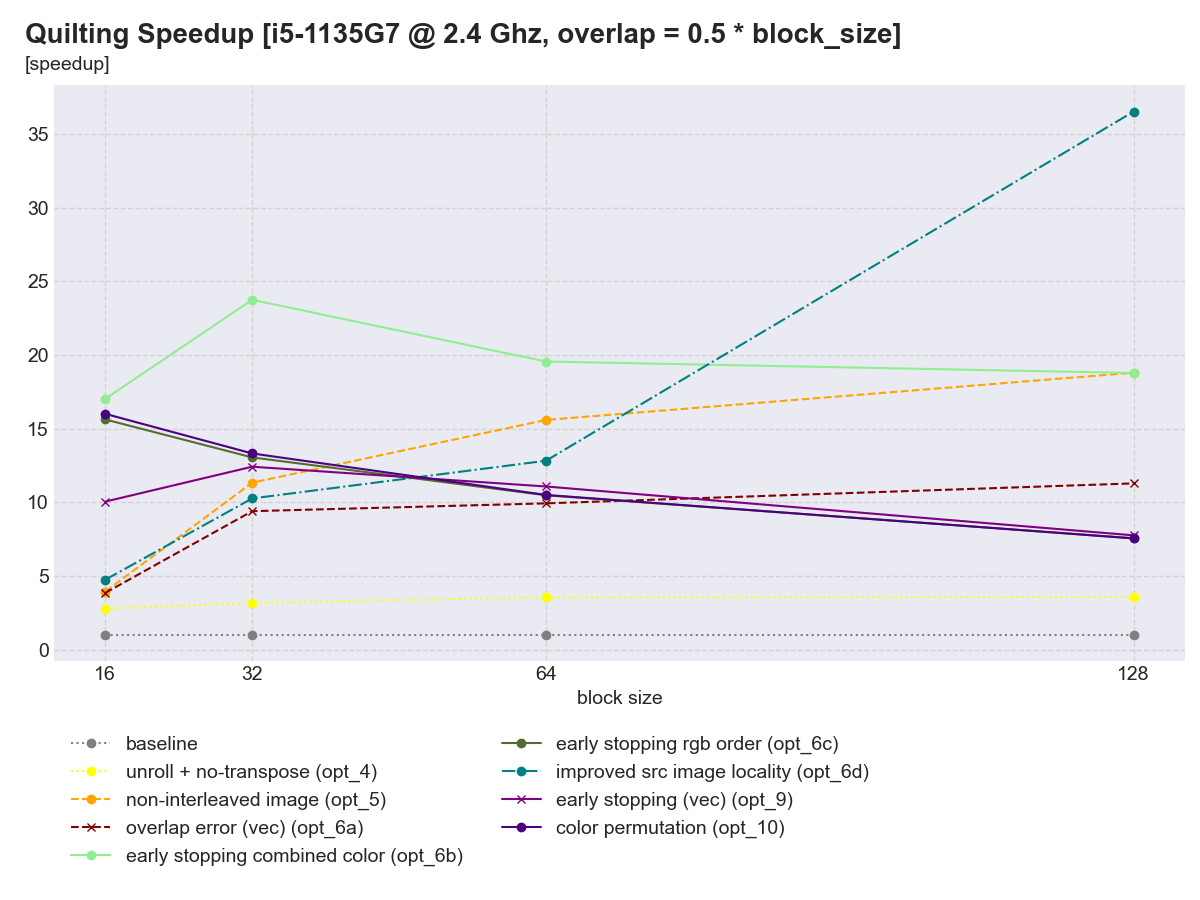 Quilting Speedup [i5-1135G7 @ 2.4 Ghz, overlap = 0.5 * block_size]
[speedup]
35
30
25
20
15
10
5
0
16 32 64 128
block size
baseline
unroll + no-transpose (opt_4)
non-interleaved image (opt_5)
overlap error (vec) (opt_6a)
early stopping combined color (opt_6b)
early stopping rgb order (opt_6c)
improved src image locality (opt_6d)
early stopping (vec) (opt_9)
color permutation (opt_10)